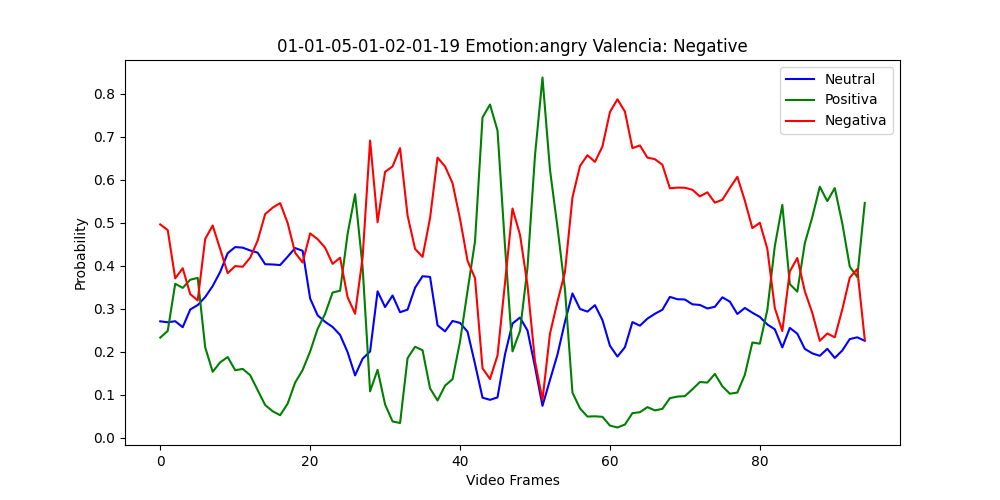 01-01-05-01-02-01-19 Emotion:angry Valencia: Negative
Neutral
Positiva
Negativa
Probability
0.8
0.7
0.6
0.5
0.4
0.3
0.2
0.1
0.0
0 20 40 60 80
Video Frames